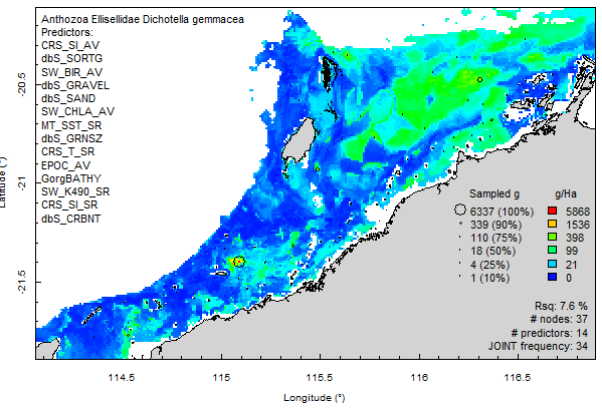 Anthozoa Ellisellidae Dichotella gemmacea
Predictors:
CRS_SI_AV
dbS_SORTG
SW_BIR_AV
dbS_GRAVEL
dbS_SAND
SW_CHLA_AV
MT_SST_SR
dbS_GRNSZ
CRS_T_SR
EPOC_AV
GorgBATHY
SW_K490_SR
CRS_SI_SR
dbS_CRBNT
-20.5
-21
-21.5
Latitude (°)
Sampled g g/Ha
6337 (100%) 5868
339 (90%) 1536
110 (75%) 398
18 (50%) 99
4 (25%) 21
1 (10%) 0
Rsq: 7.6 %
# nodes: 37
# predictors: 14
JOINT frequency: 34
114.5 115 115.5 116 116.5
Longitude (°)